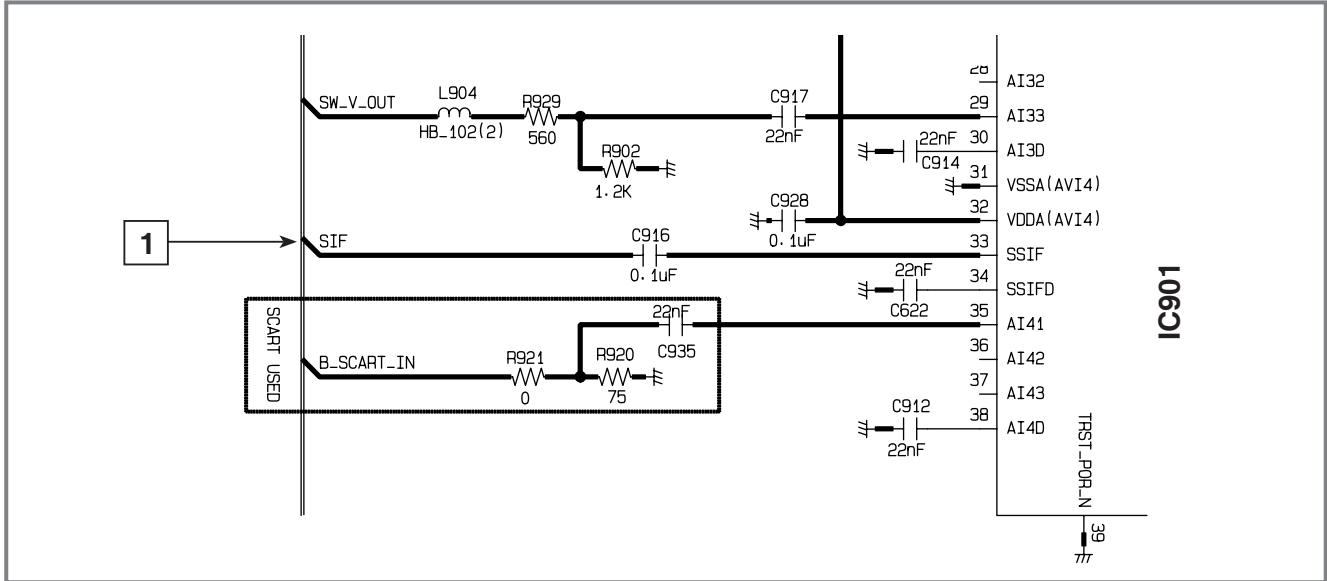 28 AI32
SW_V_OUT
L904
HB_102(2)
R929
560
C917
22nF
29 AI33
R902
1.2K
22nF
C914
30 AI3D
31 VSSA(AVI4)
C928
0.1uF
32 VDDA(AVI4)
1
SIF
C916
0.1uF
33 SSIF
22nF
C622
34 SSIFD
IC901
SCART USED
B_SCART_IN
R921
0
R920
75
22nF
C935
35 AI41
36 AI42
37 AI43
C912
22nF
38 AI4D
TRST_POR_N
39